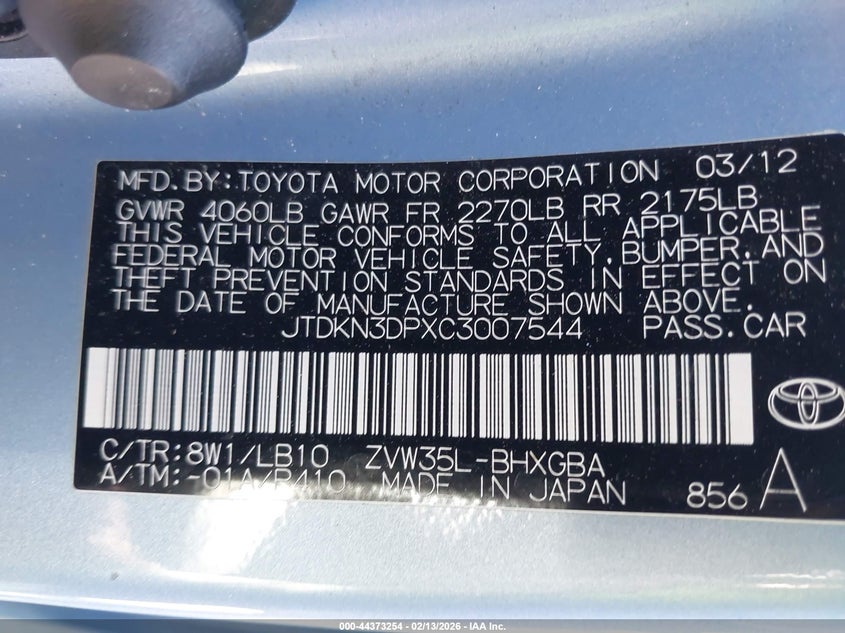 MFD.BY:TOYOTA MOTOR CORPORATION 03/12
GVWR 4060LB GAWR FR 2270LB RR 2175LB
THIS VEHICLE CONFORMS TO ALL APPLICABLE
FEDERAL MOTOR VEHICLE SAFETY,BUMPER,AND
THEFT PREVENTION STANDARDS IN EFFECT ON
THE DATE OF MANUFACTURE SHOWN ABOVE.
JTDKN3DPXC3007544 PASS.CAR
C/TR:8W1/LB10 ZVW35L-BHXGBA
A/TM:-01A/P410 MADE IN JAPAN 856 A
000-44373254 - 02/13/2026 - IAA Inc.